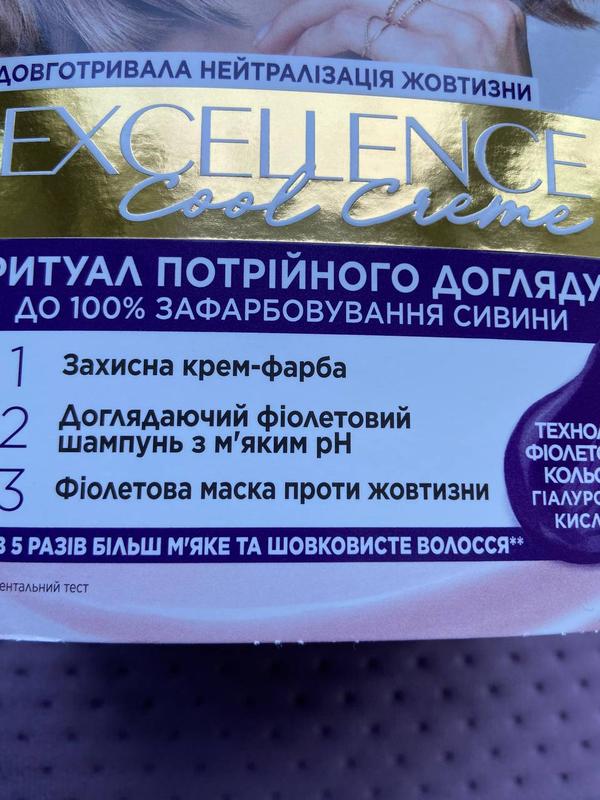 ДОВГОТРИВАЛА НЕЙТРАЛІЗАЦІЯ ЖОВТИЗНИ
EXCELLENCE
Cool Creme
РИТУАЛ ПОТРІЙНОГО ДОГЛЯДУ
ДО 100% ЗАФАРБОВУВАННЯ СИВИНИ
1 Захисна крем-фарба
2 Доглядаючий фіолетовий
шампунь з м'яким pH
3 Фіолетова маска проти жовтизни
В 5 РАЗІВ БІЛЬШ М'ЯКЕ ТА ШОВКОВИСТЕ ВОЛОССЯ**
тест